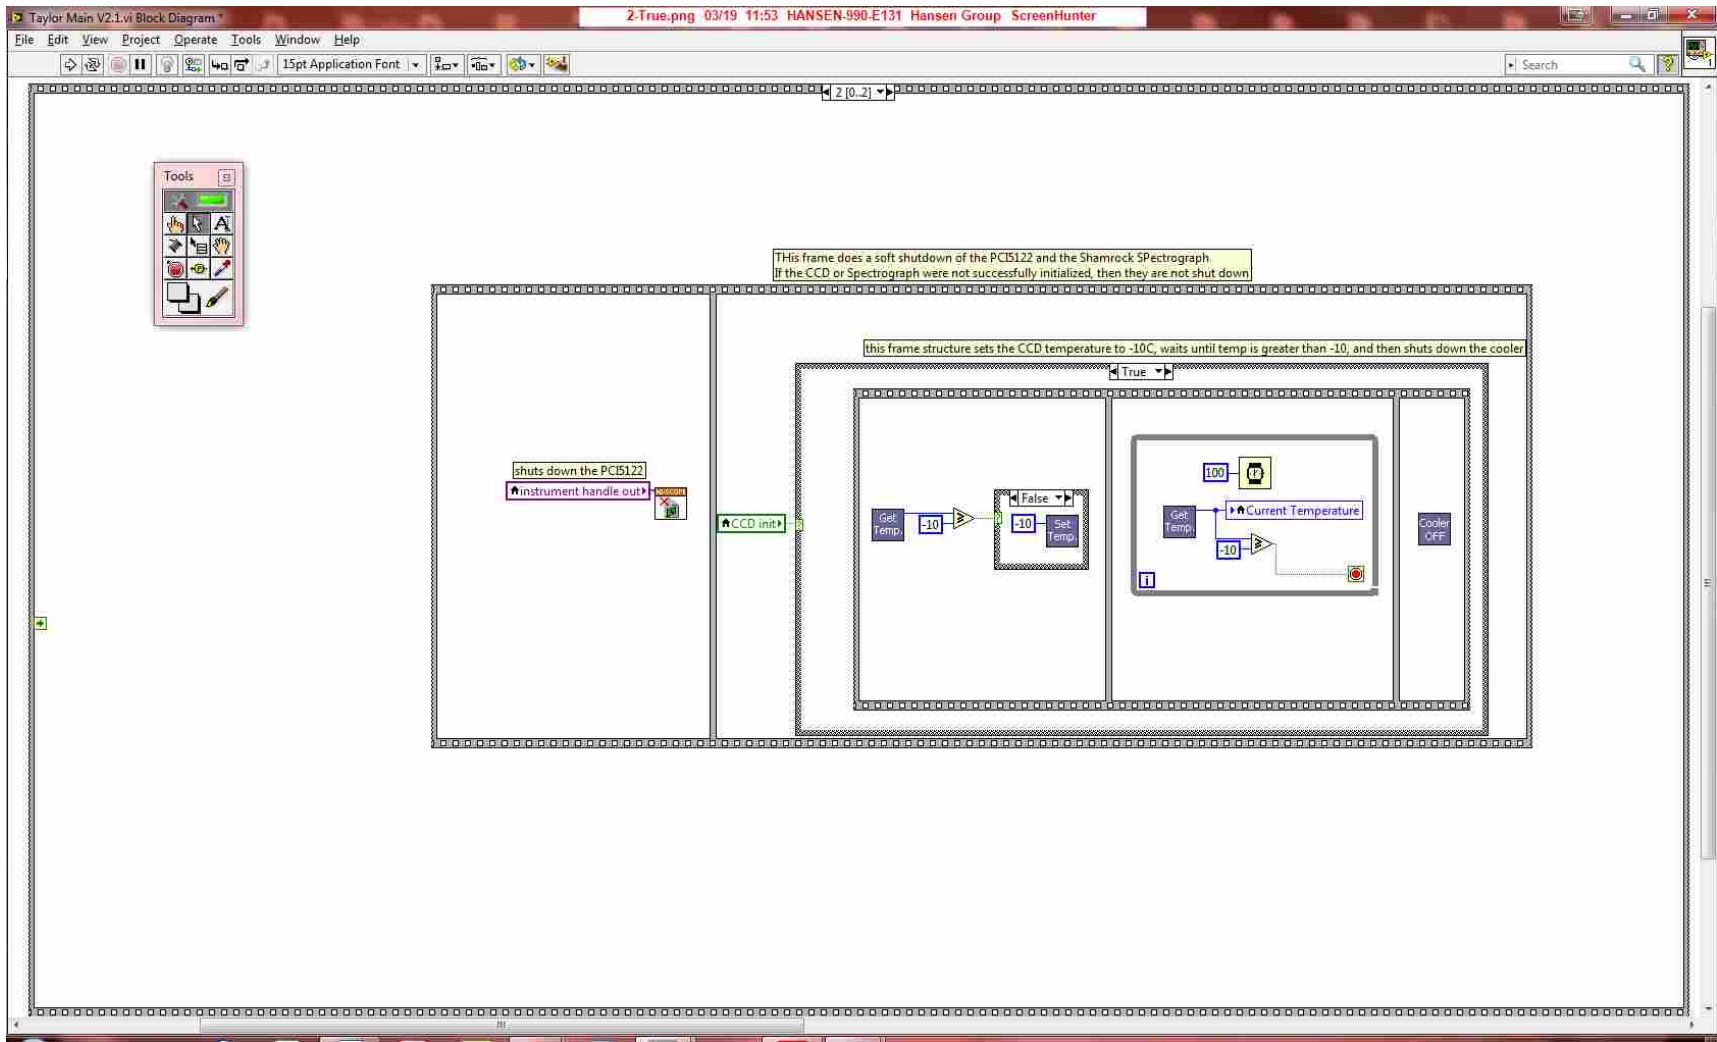 Taylor Main V2.1.vi Block Diagram *
2-True.png 03/19 11:53 HANSEN-990-E131 Hansen Group ScreenHunter
File Edit View Project Operate Tools Window Help
15pt Application Font
Search
1
2 [0..2]
Tools
THis frame does a soft shutdown of the PCI5122 and the Shamrock SPectrograph.
If the CCD or Spectrograph were not successfully initialized, then they are not shut down
this frame structure sets the CCD temperature to -10C, waits until temp is greater than -10, and then shuts down the cooler
True
shuts down the PCI5122
instrument handle out
NI-SCOPE
CCD init
Get
Temp.
-10
False
-10
Set
Temp.
100
Get
Temp.
Current Temperature
-10
i
Cooler
OFF